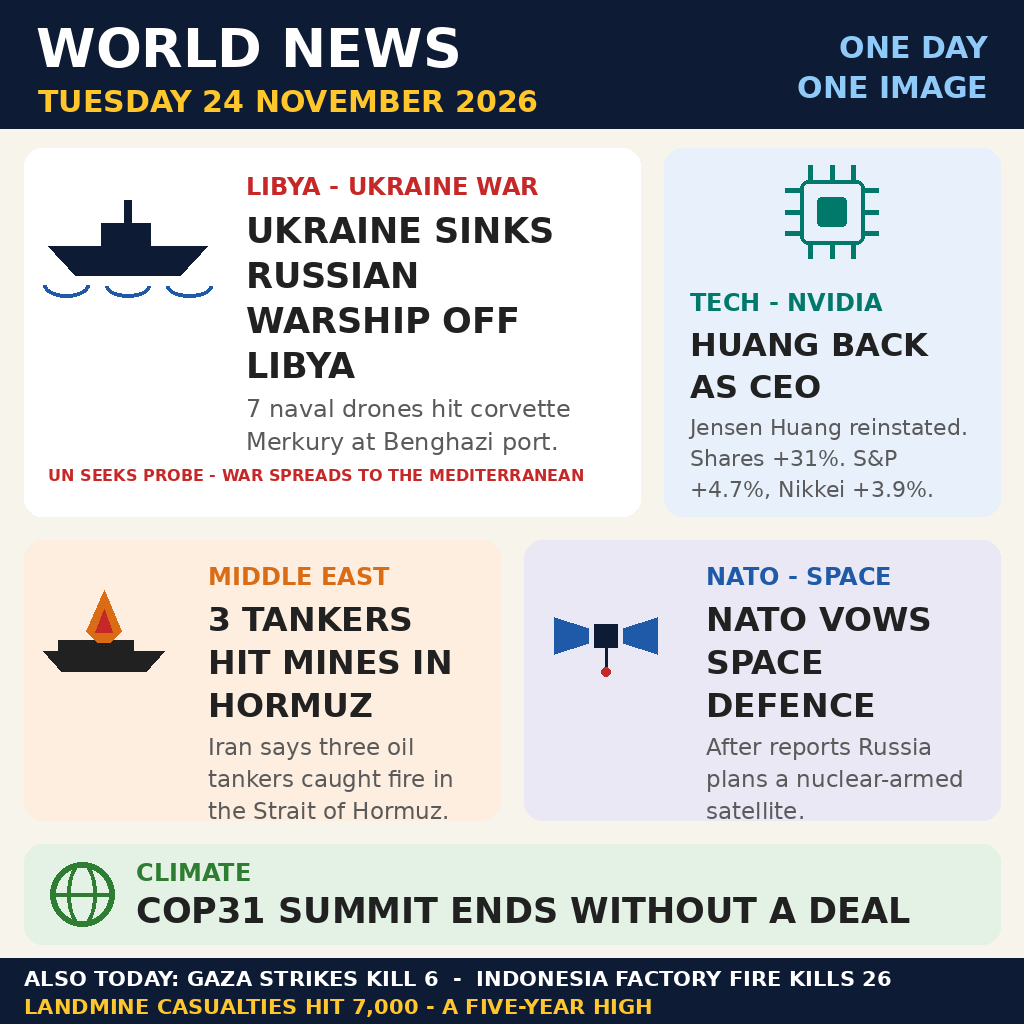 WORLD NEWS
TUESDAY 24 NOVEMBER 2026
ONE DAY
ONE IMAGE
LIBYA - UKRAINE WAR
UKRAINE SINKS
RUSSIAN
WARSHIP OFF
LIBYA
7 naval drones hit corvette
Merkury at Benghazi port.
UN SEEKS PROBE - WAR SPREADS TO THE MEDITERRANEAN
TECH - NVIDIA
HUANG BACK
AS CEO
Jensen Huang reinstated.
Shares +31%. S&P
+4.7%, Nikkei +3.9%.
MIDDLE EAST
3 TANKERS
HIT MINES IN
HORMUZ
Iran says three oil
tankers caught fire in
the Strait of Hormuz.
NATO - SPACE
NATO VOWS
SPACE
DEFENCE
After reports Russia
plans a nuclear-armed
satellite.
CLIMATE
COP31 SUMMIT ENDS WITHOUT A DEAL
ALSO TODAY: GAZA STRIKES KILL 6 - INDONESIA FACTORY FIRE KILLS 26
LANDMINE CASUALTIES HIT 7,000 - A FIVE-YEAR HIGH